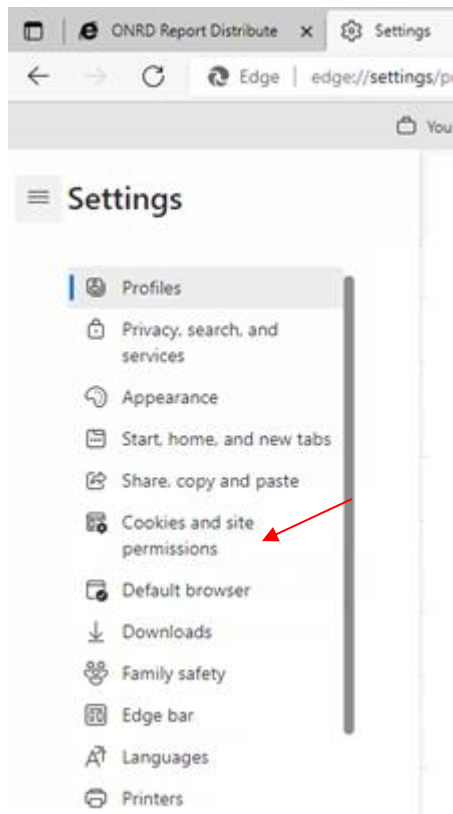 ONRD Report Distribute
Settings
Edge | edge://settings/p
You
Settings
Profiles
Privacy, search, and
services
Appearance
Start, home, and new tabs
Share, copy and paste
Cookies and site
permissions
Default browser
Downloads
Family safety
Edge bar
Languages
Printers